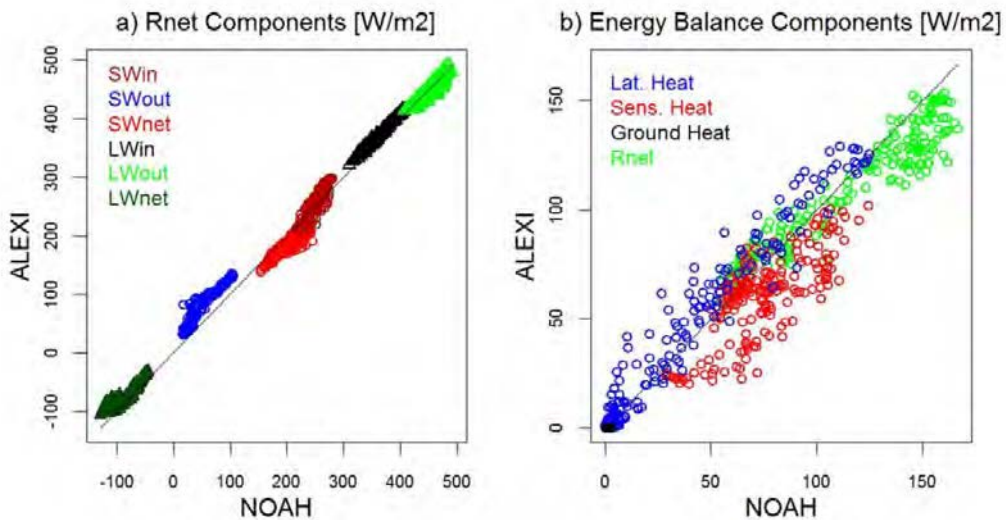 a) Rnet Components [W/m2]
SWin
SWout
SWnet
LWin
LWout
LWnet
ALEXI
500
400
300
200
100
0
-100
-100 0 100 200 300 400 500
NOAH
b) Energy Balance Components [W/m2]
Lat. Heat
Sens. Heat
Ground Heat
Rnet
ALEXI
150
100
50
0
0 50 100 150
NOAH